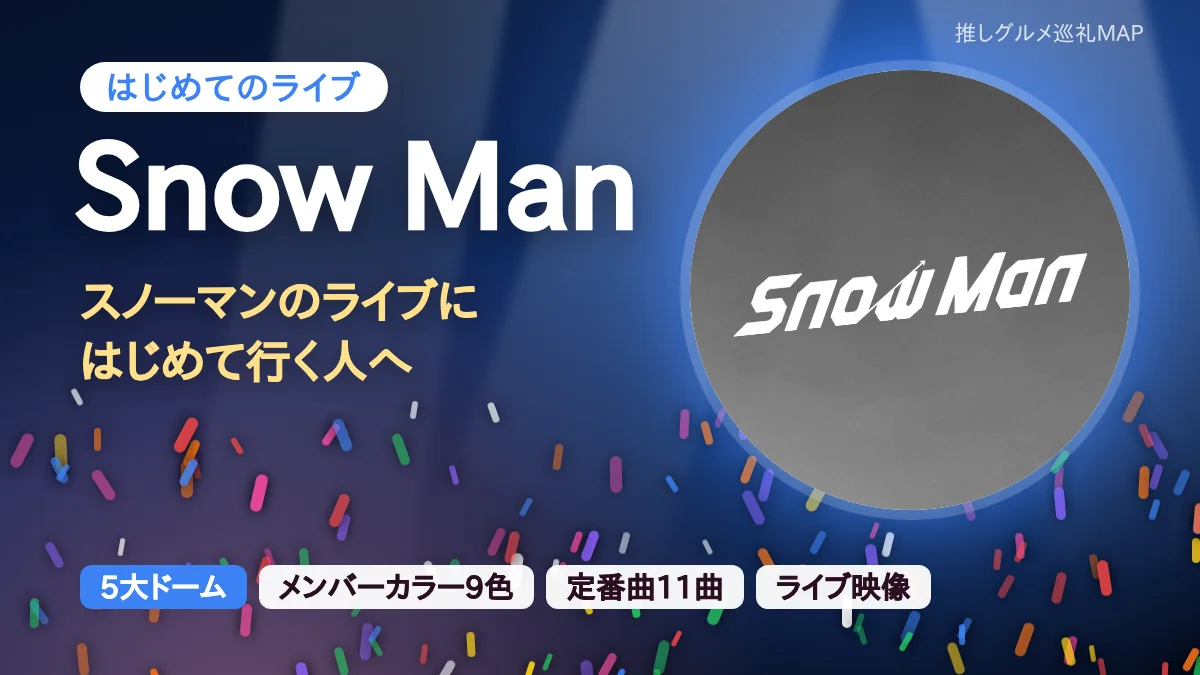 推しグルメ巡礼MAP
はじめてのライブ
Snow Man
スノーマンのライブに
はじめて行く人へ
Snow Man
5大ドーム
メンバーカラー9色
定番曲11曲
ライブ映像